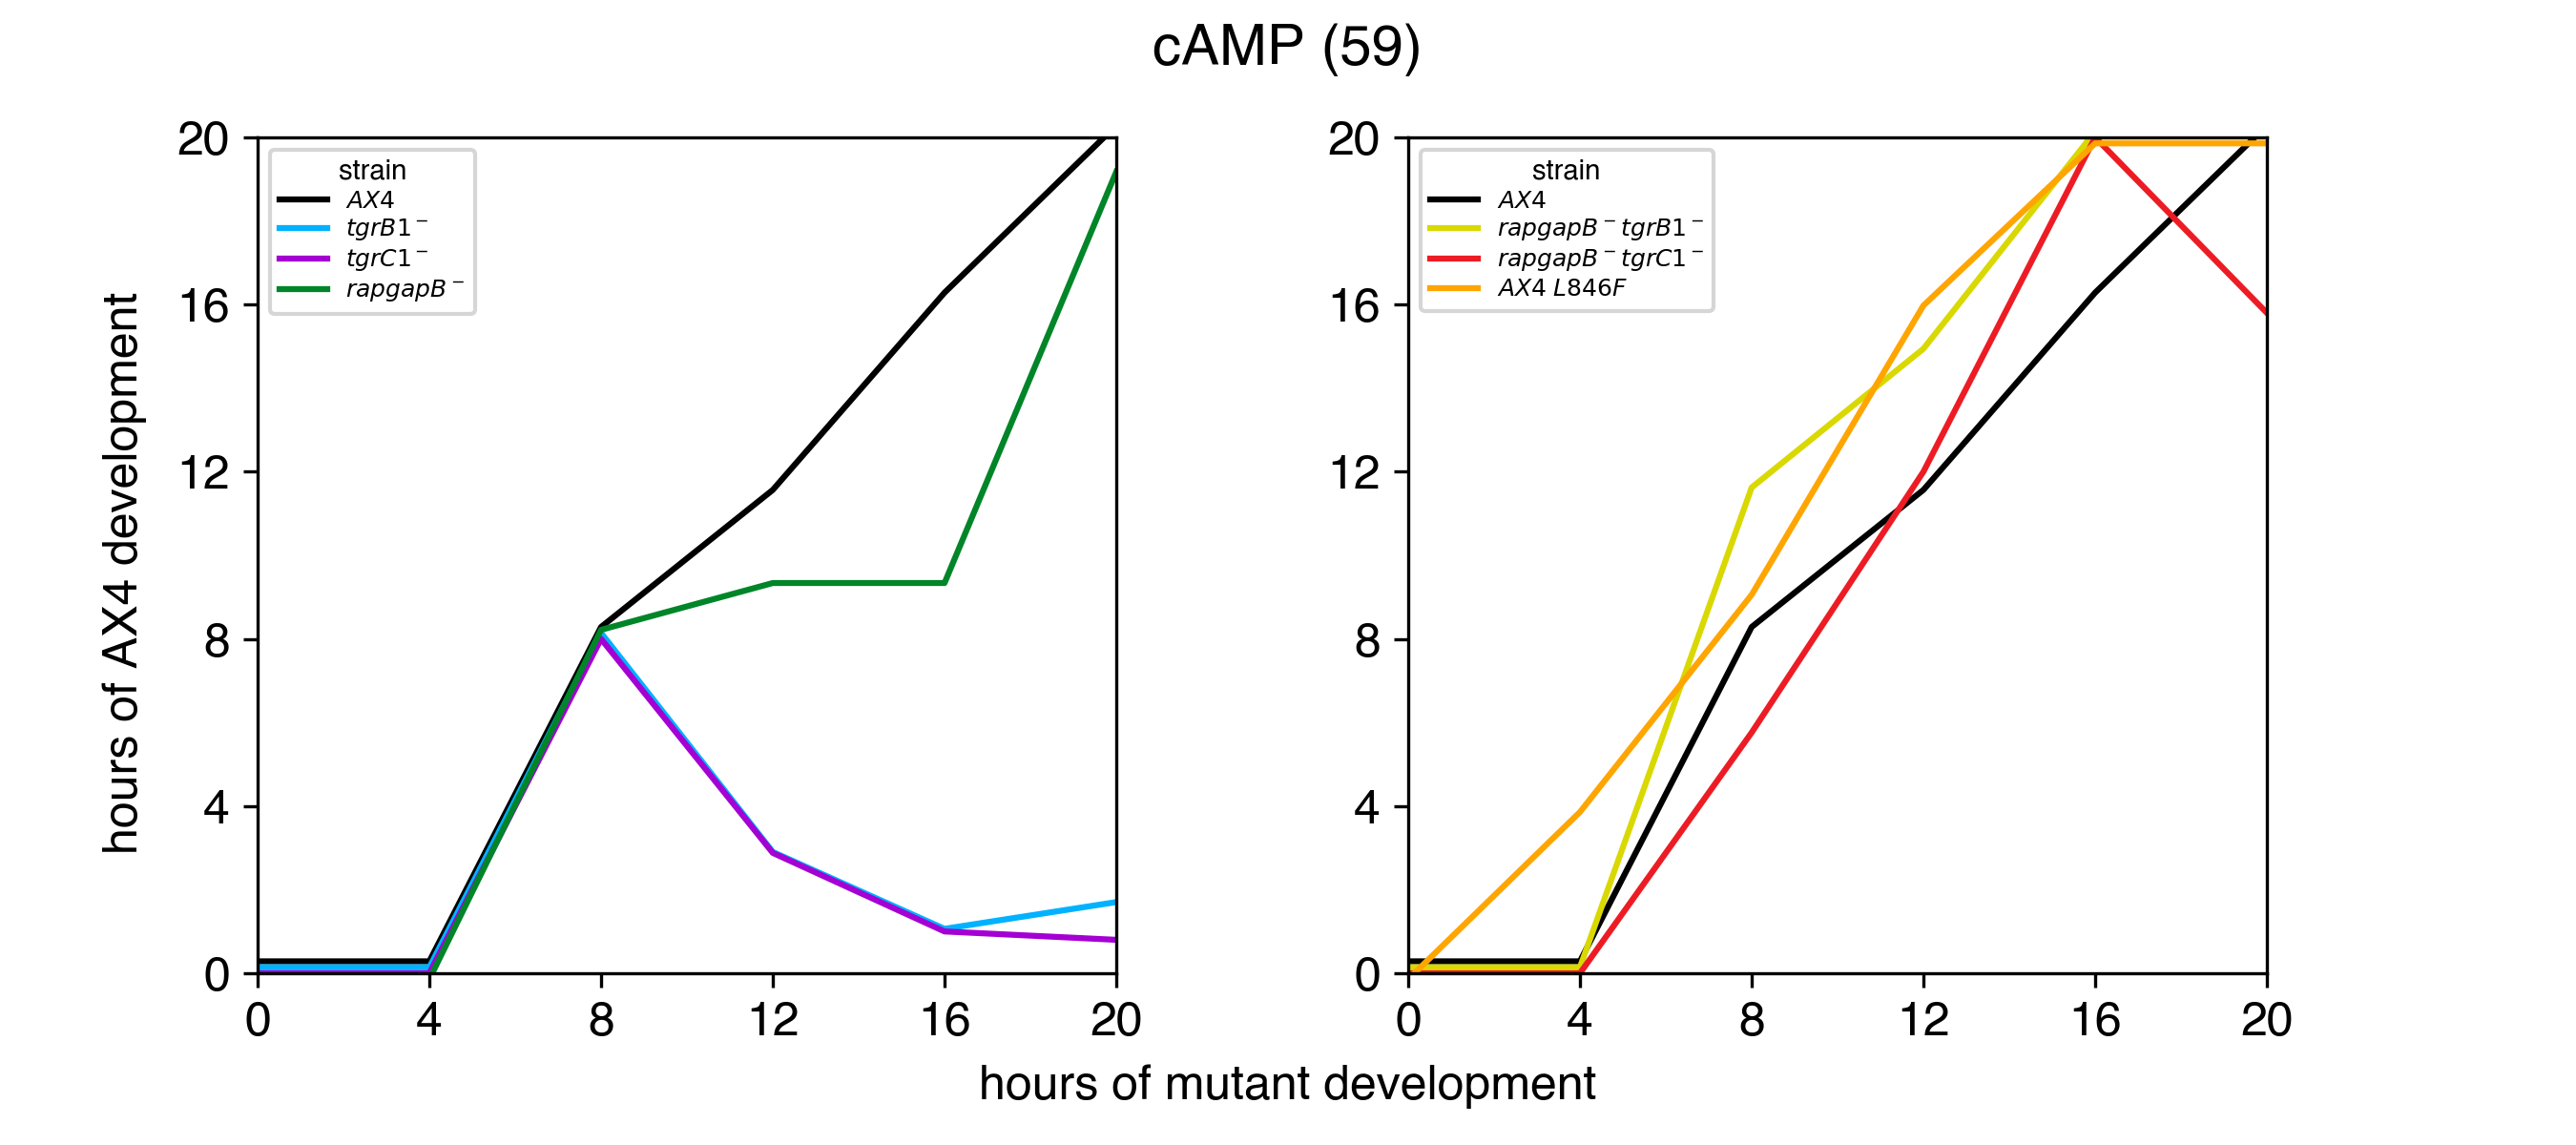 cAMP (59)
hours of AX4 development
20
16
12
8
4
0
strain
AX4
tgrB1⁻
tgrC1⁻
rapgapB⁻
0 4 8 12 16 20
20
16
12
8
4
0
strain
AX4
rapgapB⁻tgrB1⁻
rapgapB⁻tgrC1⁻
AX4 L846F
0 4 8 12 16 20
hours of mutant development